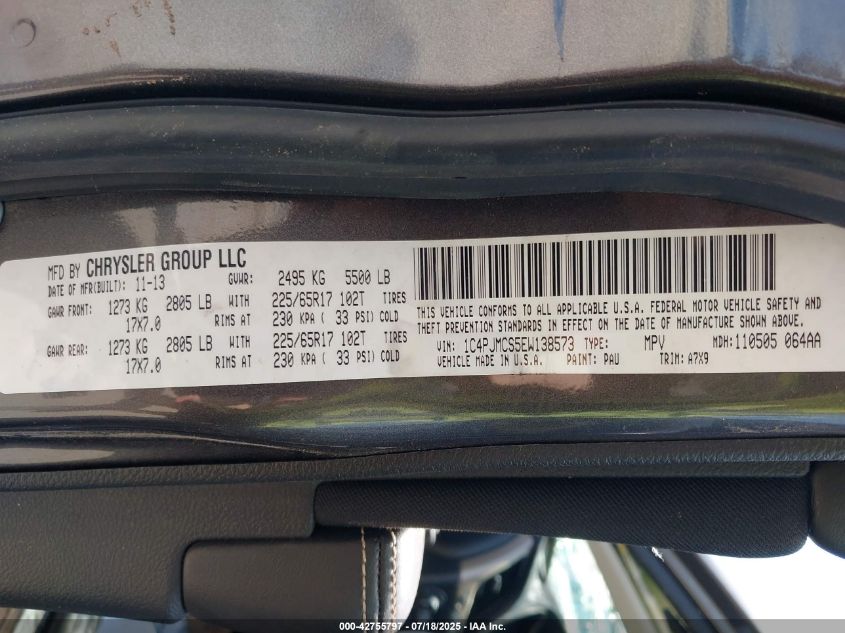 MFD BY CHRYSLER GROUP LLC
DATE OF MFR(BUILT): 11-13 GVWR: 2495 KG 5500 LB
GAWR FRONT: 1273 KG 2805 LB WITH 225/65R17 102T TIRES
17X7.0 RIMS AT 230 KPA ( 33 PSI) COLD
GAWR REAR: 1273 KG 2805 LB WITH 225/65R17 102T TIRES
17X7.0 RIMS AT 230 KPA ( 33 PSI) COLD
THIS VEHICLE CONFORMS TO ALL APPLICABLE U.S.A. FEDERAL MOTOR VEHICLE SAFETY AND
THEFT PREVENTION STANDARDS IN EFFECT ON THE DATE OF MANUFACTURE SHOWN ABOVE.
VIN: 1C4PJMCS5EW138573 TYPE: MPV MDH: 110505 064AA
VEHICLE MADE IN U.S.A. PAINT: PAU TRIM: A7X9
000-42755797 - 07/18/2025 - IAA Inc.